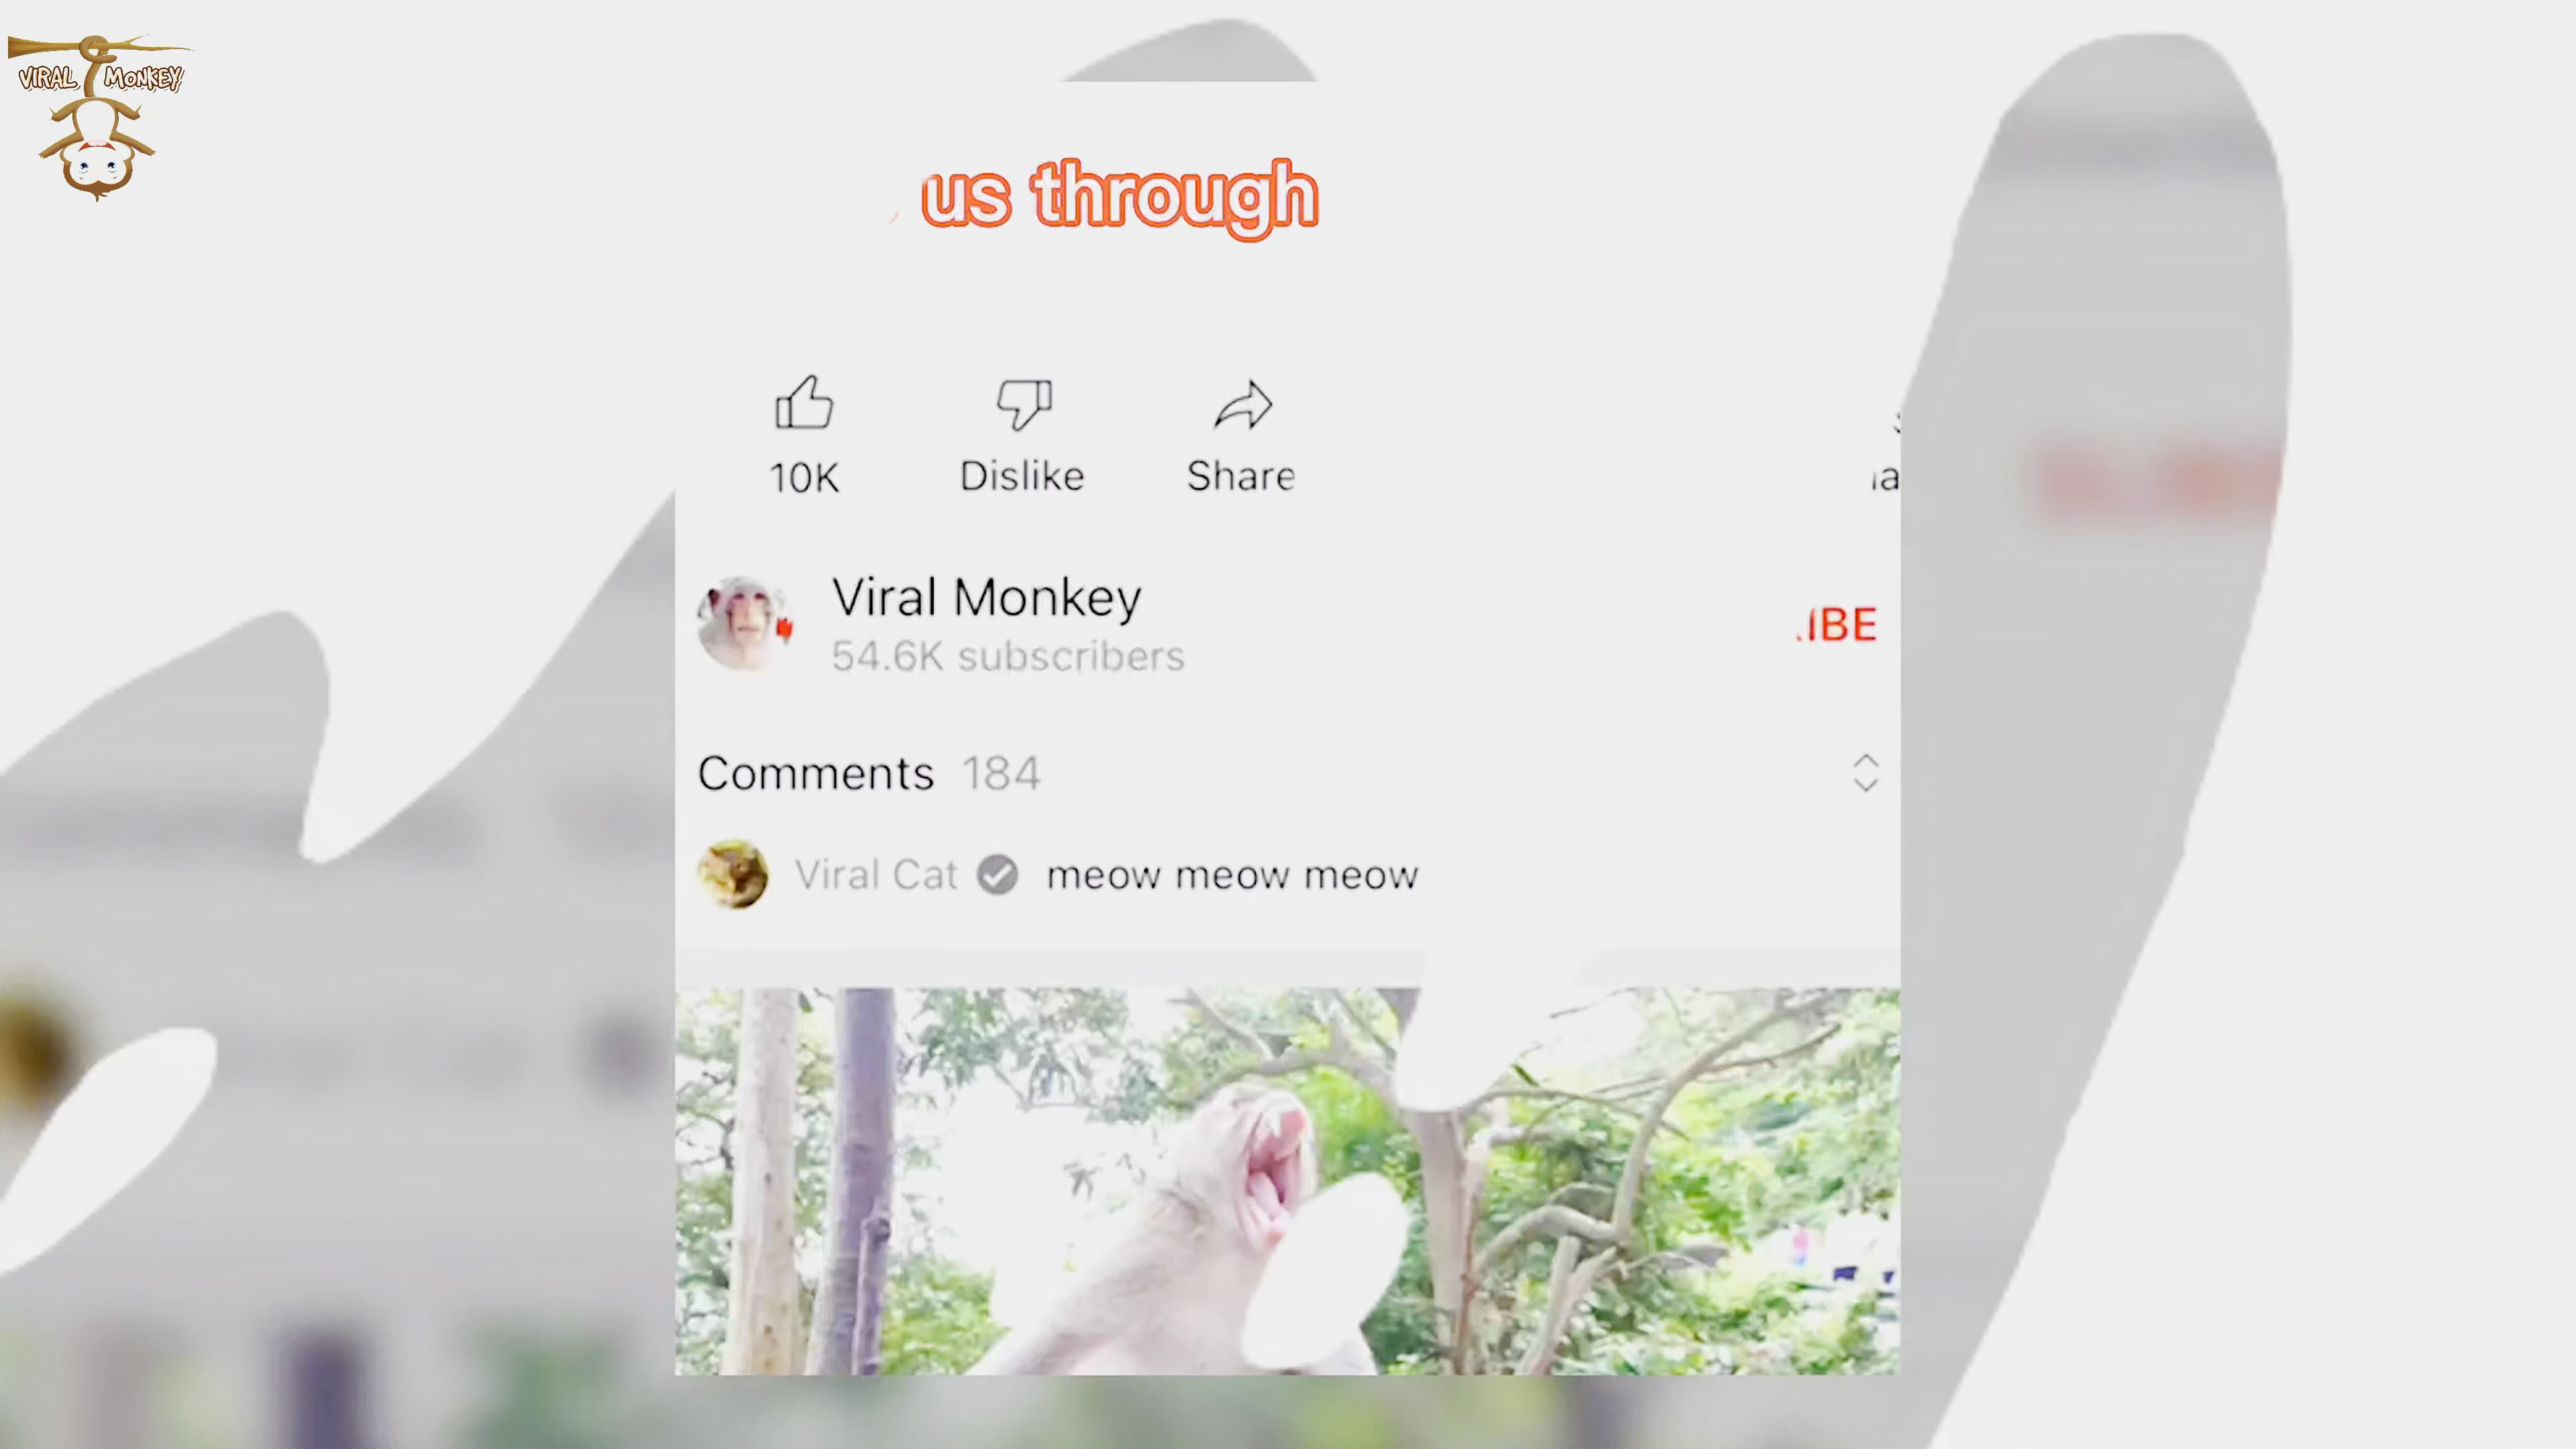 VIRAL MONKEY
us through
10K Dislike Share
Viral Monkey
54.6K subscribers
Comments 184
Viral Cat meow meow meow